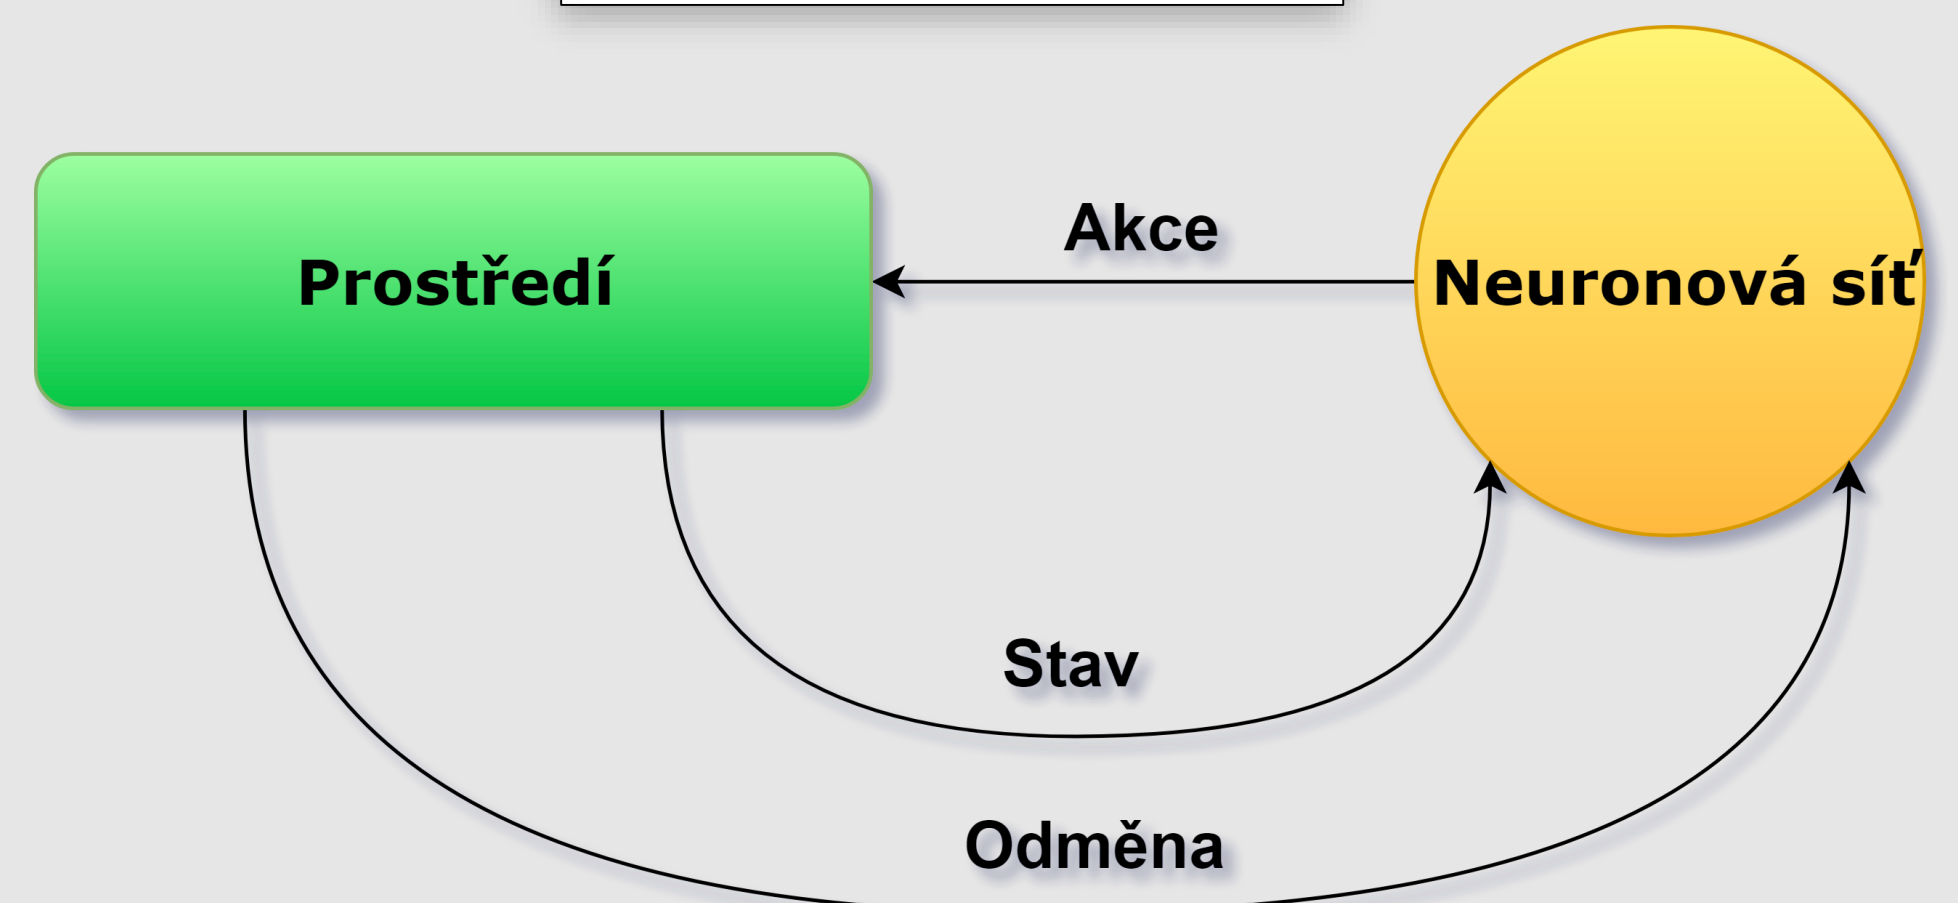 Akce
Prostředí
Neuronová síť
Stav
Odměna